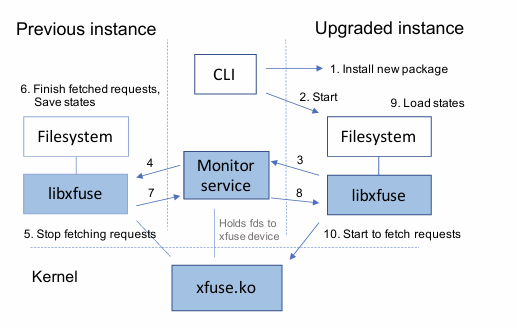 Previous instance
Upgraded instance
CLI
1. Install new package
2. Start
6. Finish fetched requests,
Save states
9. Load states
Filesystem
Filesystem
4
Monitor
service
3
libxfuse
7
8
libxfuse
5. Stop fetching requests
Holds fds to
xfuse device
10. Start to fetch requests
Kernel
xfuse.ko